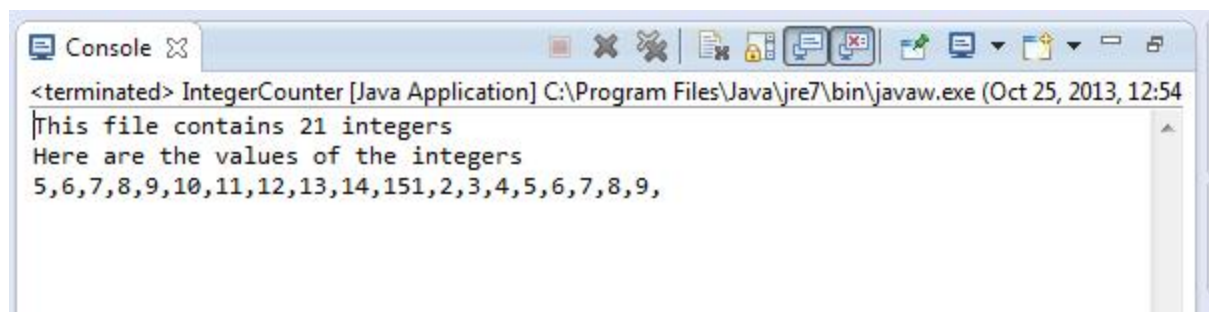 Console
<terminated> IntegerCounter [Java Application] C:\Program Files\Java\jre7\bin\javaw.exe (Oct 25, 2013, 12:54
This file contains 21 integers
Here are the values of the integers
5,6,7,8,9,10,11,12,13,14,151,2,3,4,5,6,7,8,9,